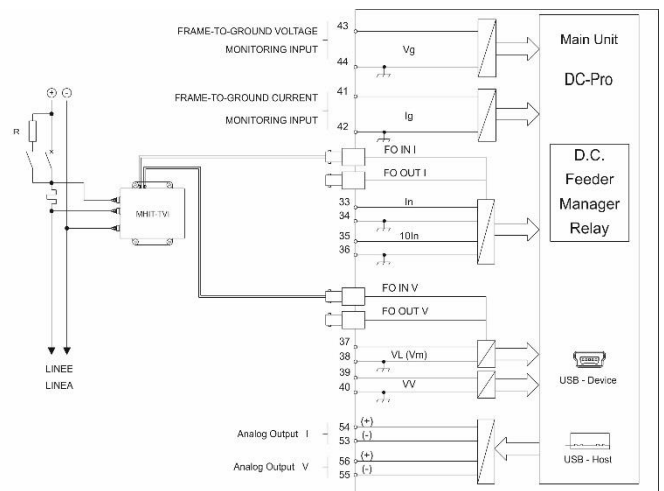 FRAME-TO-GROUND VOLTAGE
MONITORING INPUT
43
Vg
44
FRAME-TO-GROUND CURRENT
MONITORING INPUT
41
Ig
42
Main Unit
DC-Pro
D.C.
Feeder
Manager
Relay
+
-
R
MHIT-TVI
FO IN I
FO OUT I
33
In
34
35
10In
36
FO IN V
FO OUT V
37
38
VL (Vm)
39
VV
40
LINEE
LINEA
USB - Device
Analog Output I
54
(+)
53
(-)
Analog Output V
56
(+)
55
(-)
USB - Host